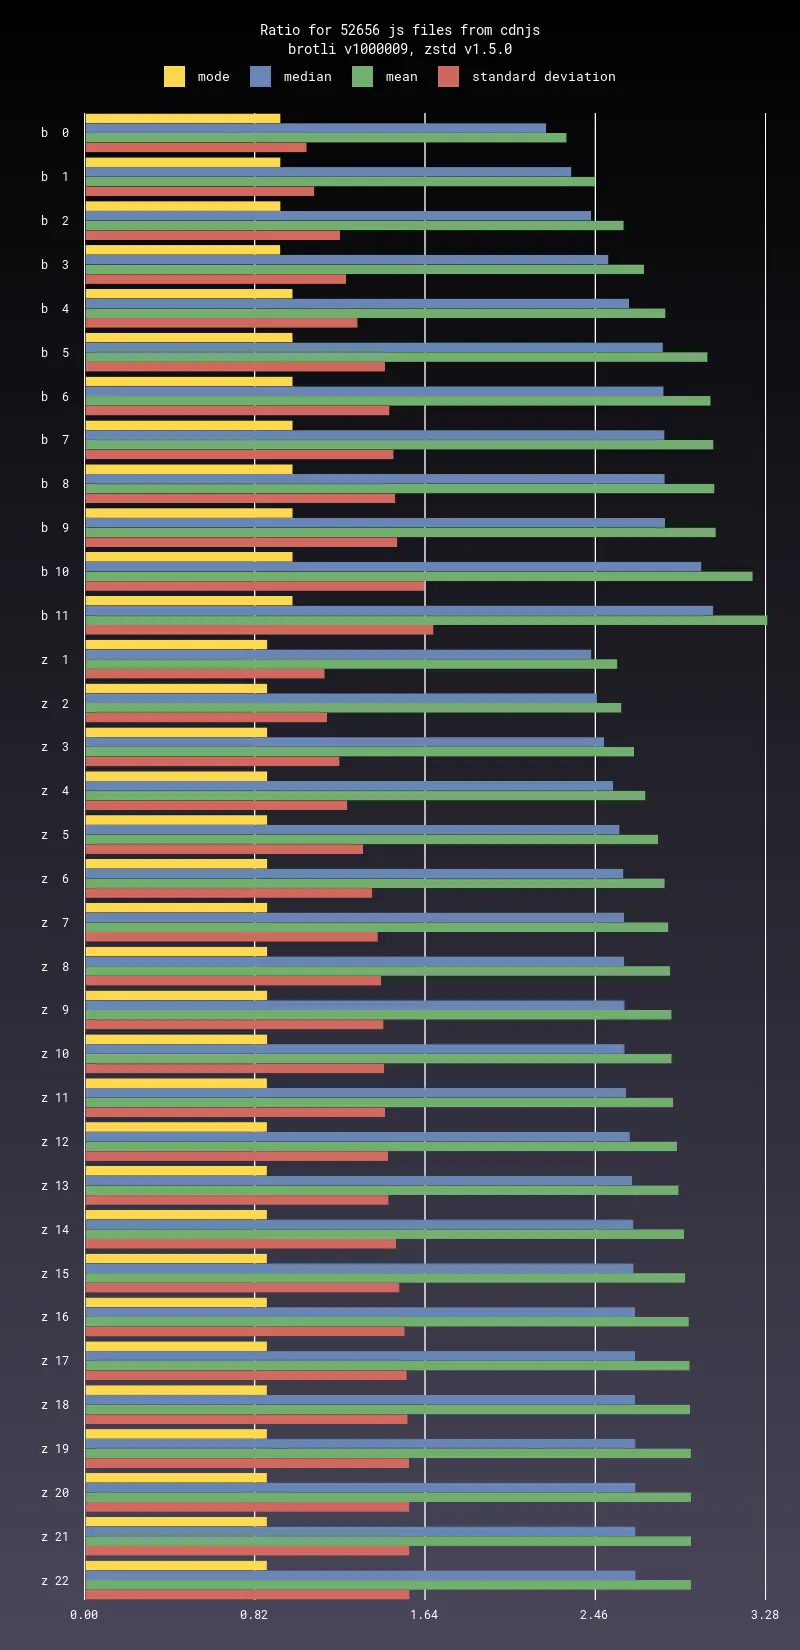 Ratio for 52656 js files from cdnjs
brotli v1000009, zstd v1.5.0
mode median mean standard deviation
b 0
b 1
b 2
b 3
b 4
b 5
b 6
b 7
b 8
b 9
b 10
b 11
z 1
z 2
z 3
z 4
z 5
z 6
z 7
z 8
z 9
z 10
z 11
z 12
z 13
z 14
z 15
z 16
z 17
z 18
z 19
z 20
z 21
z 22
0.00 0.82 1.64 2.46 3.28